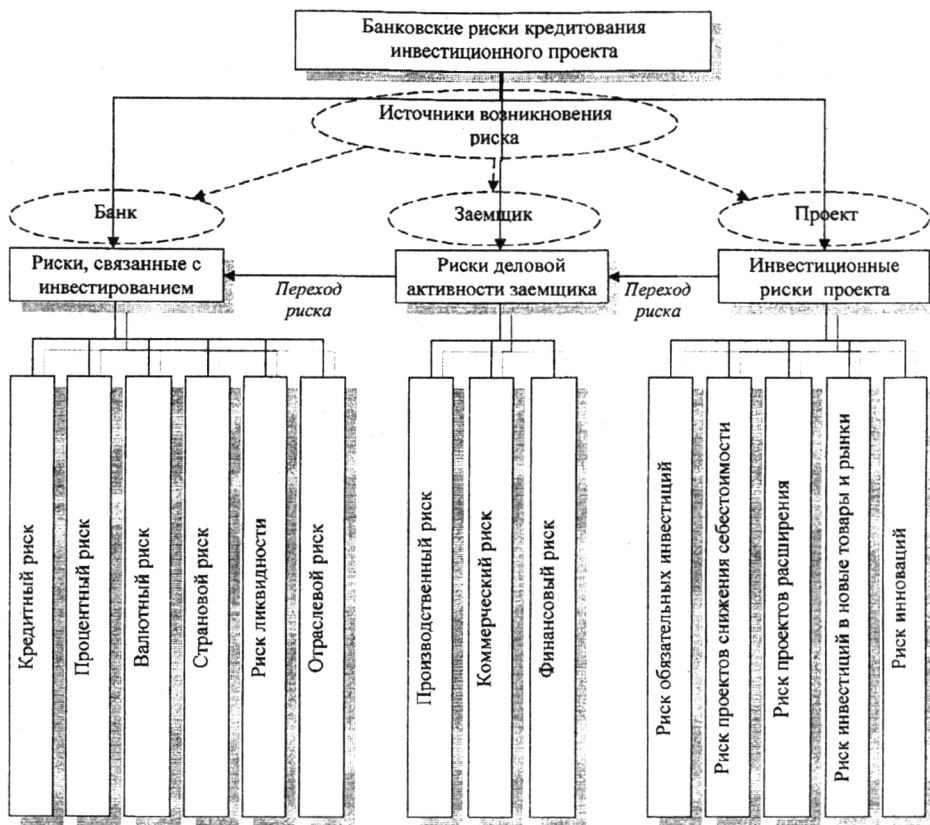 Банковские риски кредитования
инвестиционного проекта
Источники возникновения
риска
Банк
Заемщик
Проект
Риски, связанные с
инвестированием
Переход
риска
Риски деловой
активности заемщика
Переход
риска
Инвестиционные
риски проекта
Кредитный риск
Процентный риск
Валютный риск
Страновой риск
Риск ликвидности
Отраслевой риск
Производственный риск
Коммерческий риск
Финансовый риск
Риск обязательных инвестиций
Риск проектов снижения себестоимости
Риск проектов расширения
Риск инвестиций в новые товары и рынки
Риск инноваций